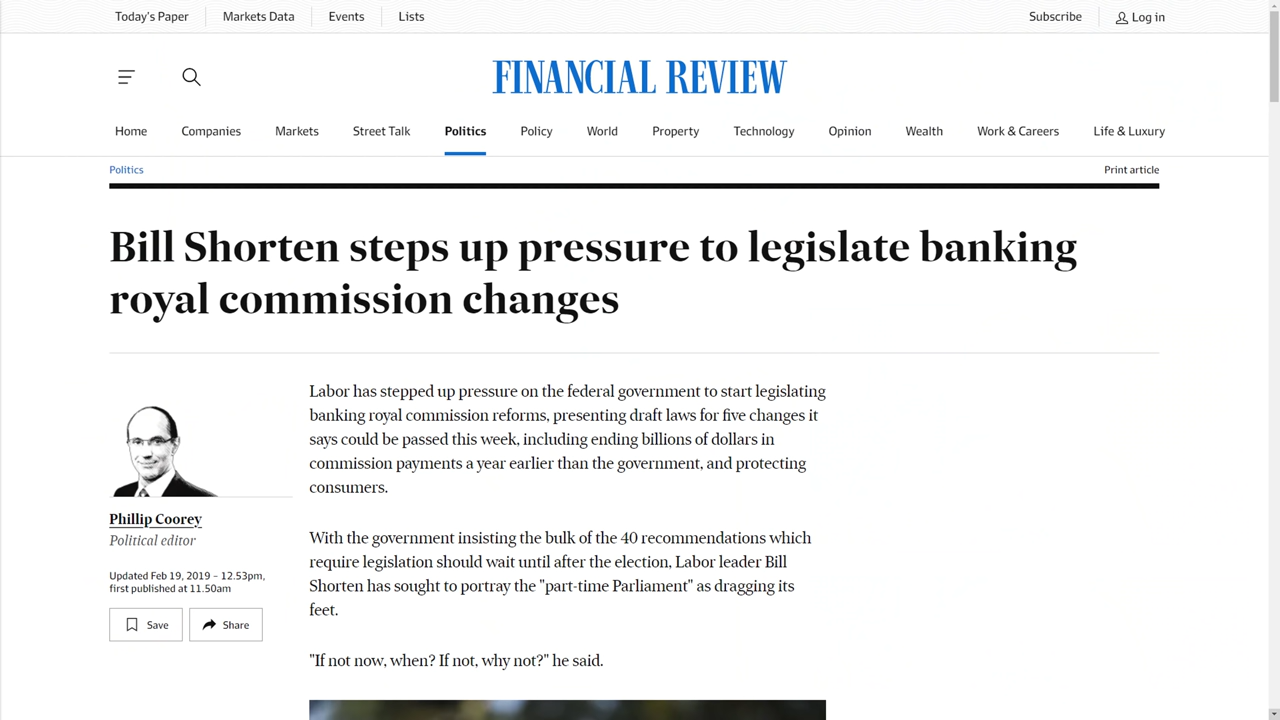 Today's Paper
Markets Data
Events
Lists
Subscribe
Log in
FINANCIAL REVIEW
Home
Companies
Markets
Street Talk
Politics
Policy
World
Property
Technology
Opinion
Wealth
Work & Careers
Life & Luxury
Politics
Print article
Bill Shorten steps up pressure to legislate banking
royal commission changes
Phillip Coorey
Political editor
Updated Feb 19, 2019 – 12.53pm,
first published at 11.50am
Save
Share
Labor has stepped up pressure on the federal government to start legislating
banking royal commission reforms, presenting draft laws for five changes it
says could be passed this week, including ending billions of dollars in
commission payments a year earlier than the government, and protecting
consumers.
With the government insisting the bulk of the 40 recommendations which
require legislation should wait until after the election, Labor leader Bill
Shorten has sought to portray the "part-time Parliament" as dragging its
feet.
"If not now, when? If not, why not?" he said.